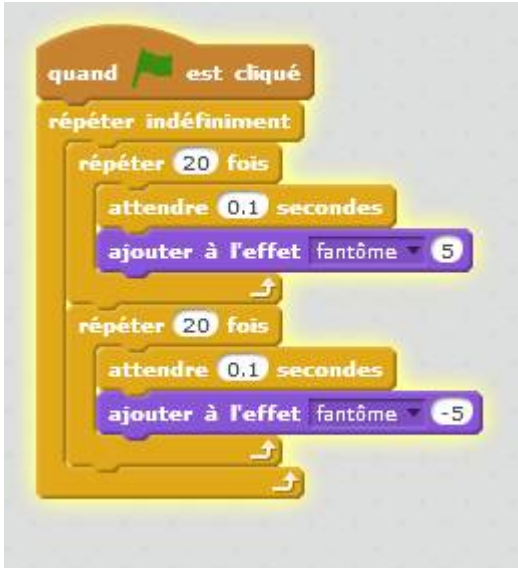 quand est cliqué
répéter indéfiniment
répéter 20 fois
attendre 0.1 secondes
ajouter à l'effet fantôme 5
répéter 20 fois
attendre 0.1 secondes
ajouter à l'effet fantôme -5